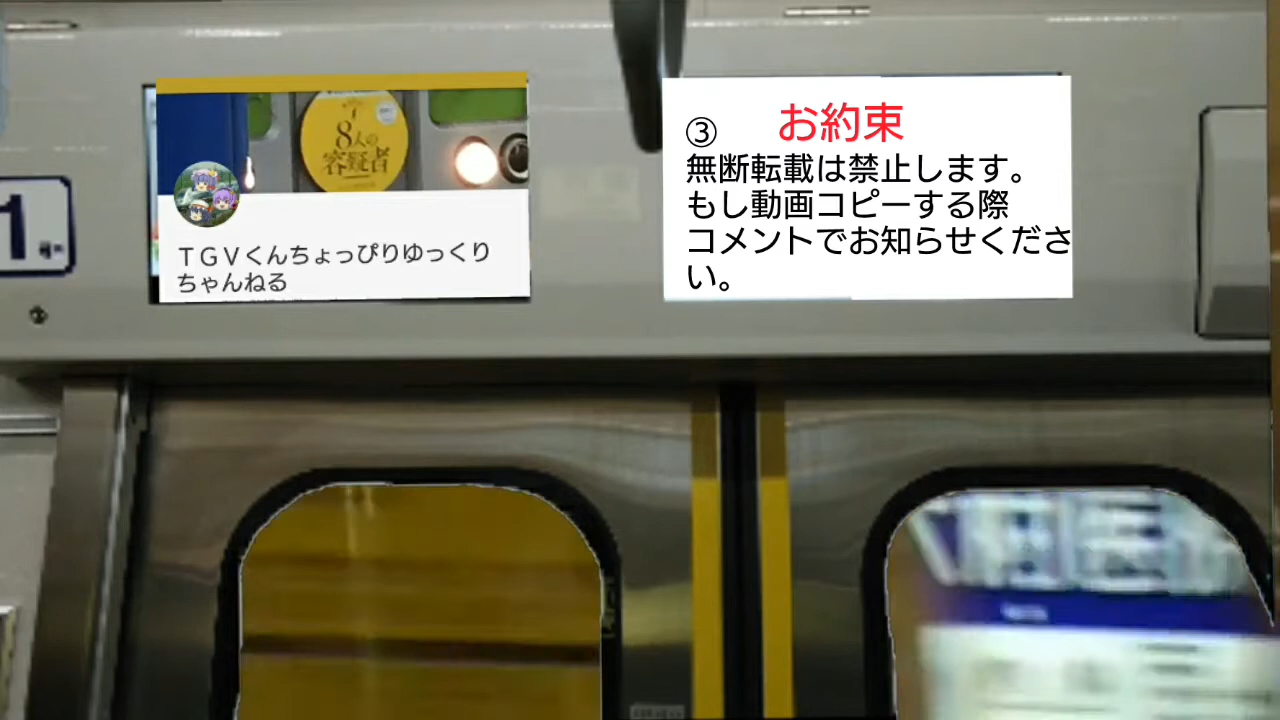 1
8人の
容疑者
TGVくんちょっぴりゆっくり
ちゃんねる
③ お約束
無断転載は禁止します。
もし動画コピーする際
コメントでお知らせくださ
い。